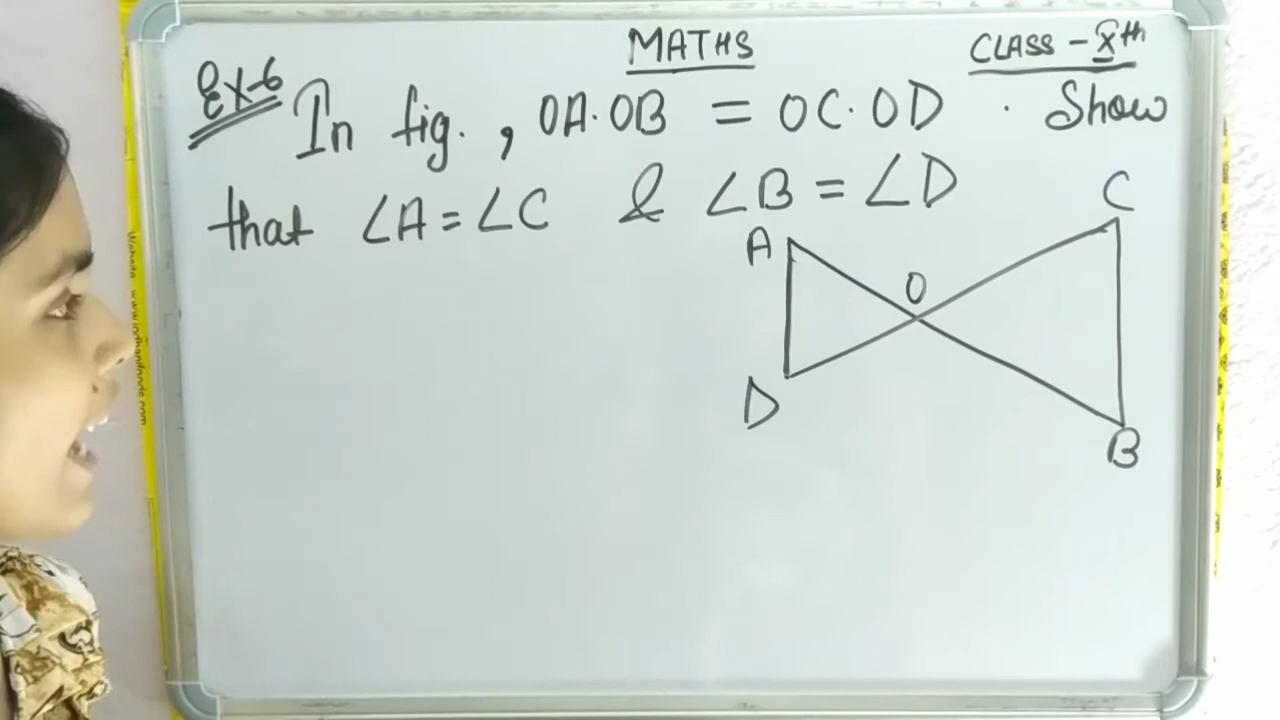 MATHS
CLASS - Xth
Ex-6
In fig., OA·OB = OC·OD . Show
that ∠A = ∠C & ∠B = ∠D
A
C
O
D
B